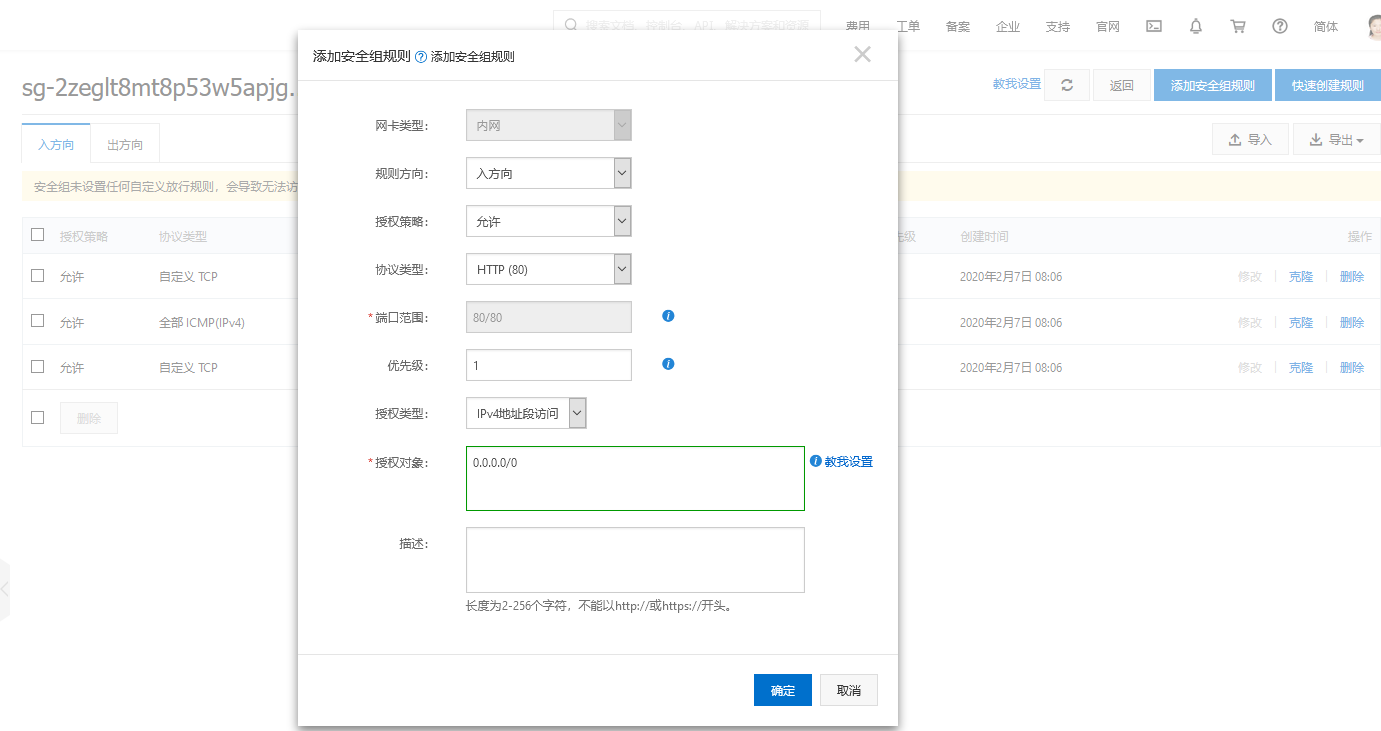 搜索文档、控制台、API、解决方案和资源
费用 工单 备案 企业 支持 官网 简体
添加安全组规则 添加安全组规则
sg-2zeglt8mt8p53w5apjg.
教我设置 返回 添加安全组规则 快速创建规则
入方向 出方向 导入 导出
安全组未设置任何自定义放行规则，会导致无法访
授权策略 协议类型 先级 创建时间 操作
允许 自定义 TCP 2020年2月7日 08:06 修改 克隆 删除
允许 全部 ICMP(IPv4) 2020年2月7日 08:06 修改 克隆 删除
允许 自定义 TCP 2020年2月7日 08:06 修改 克隆 删除
删除
网卡类型: 内网
规则方向: 入方向
授权策略: 允许
协议类型: HTTP (80)
*端口范围: 80/80
优先级: 1
授权类型: IPv4地址段访问
*授权对象: 0.0.0.0/0 教我设置
描述:
长度为2-256个字符，不能以http://或https://开头。
确定 取消